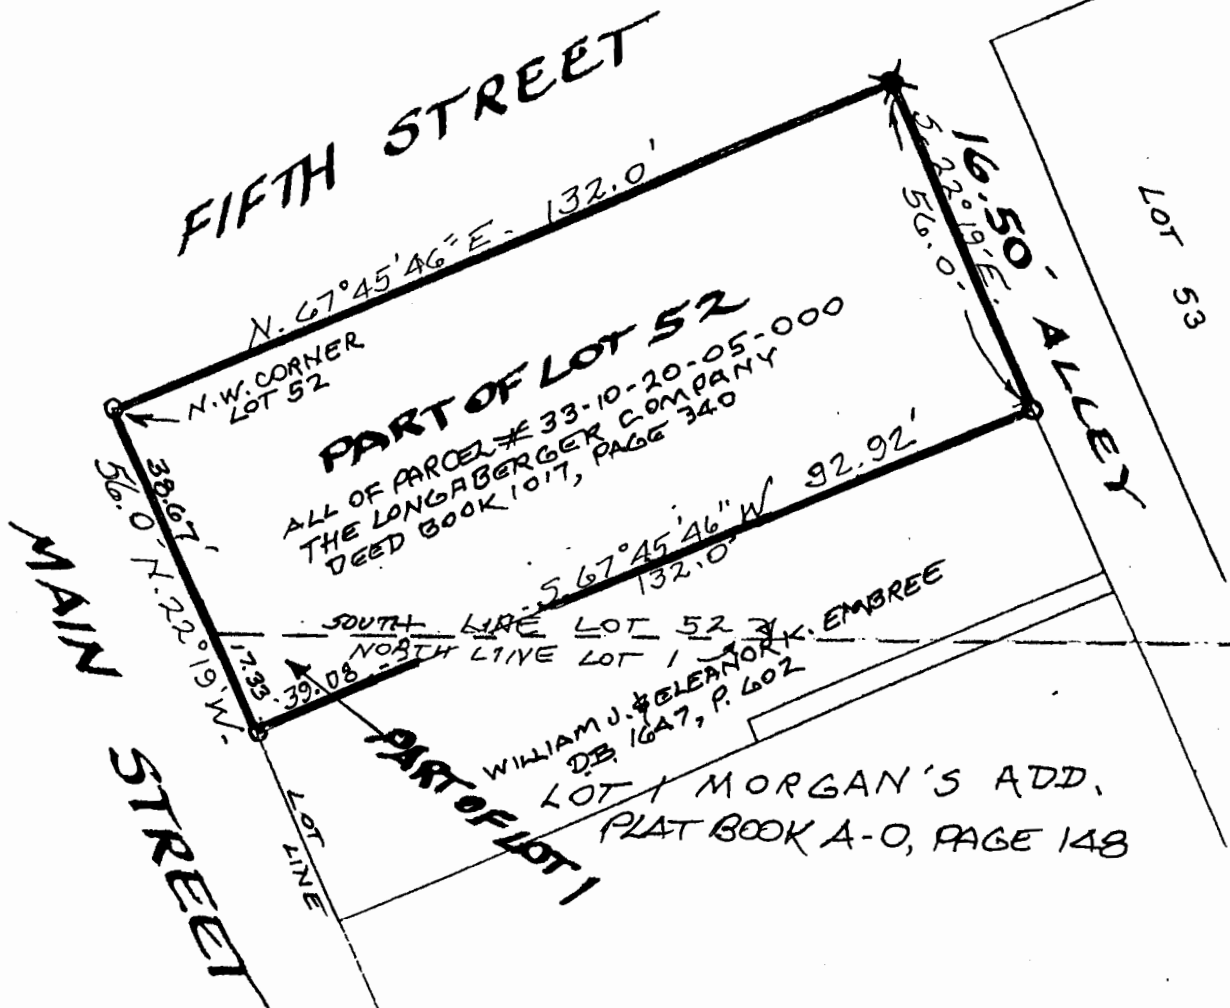 FIFTH STREET
N. 67°45'46" E. 132.0'
16.50' ALLEY
S. 22°19' E.
56.0'
LOT 53
N.W. CORNER
LOT 52
PART OF LOT 52
ALL OF PARCEL # 33-10-20-05-000
THE LONGABERGER COMPANY
DEED BOOK 1017, PAGE 340
38.67'
56.0' N. 22°19' W.
17.33
92.92'
S. 67°45'46" W
132.0'
39.08
SOUTH LINE LOT 52
NORTH LINE LOT 1
MAIN STREET
WILLIAM J. & ELEANOR K. EMBREE
D.B. 1647, P. 602
PART OF LOT 1
LOT 1 MORGAN'S ADD.
PLAT BOOK A-O, PAGE 148
LOT LINE